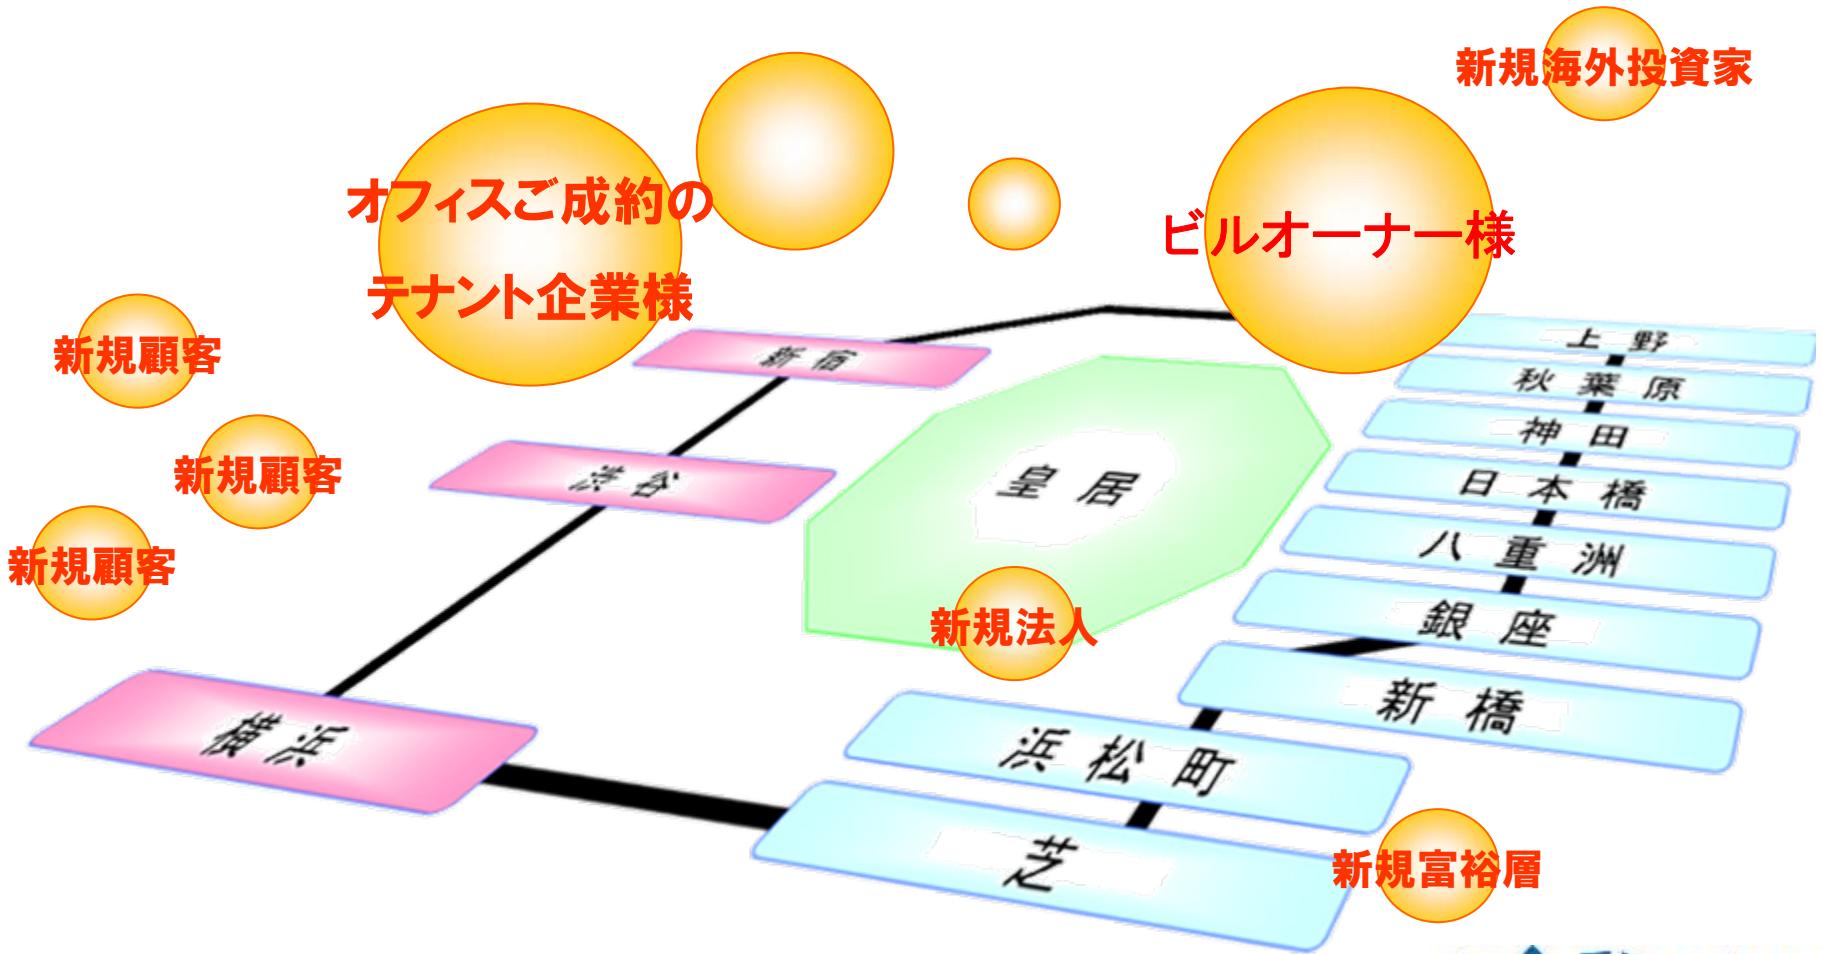 新規海外投資家
オフィスご成約の
テナント企業様
ビルオーナー様
新規顧客
新規顧客
新規顧客
新宿
渋谷
横浜
皇居
新規法人
上野
秋葉原
神田
日本橋
八重洲
銀座
新橋
浜松町
芝
新規富裕層